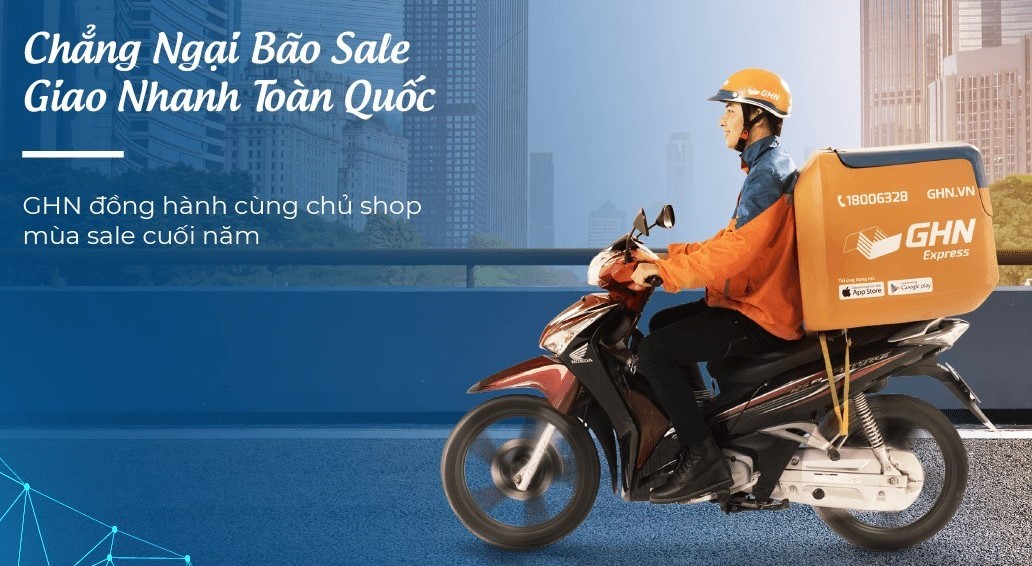 Chẳng Ngại Bão Sale
Giao Nhanh Toàn Quốc
GHN đồng hành cùng chủ shop
mùa sale cuối năm
GHN
18006328 GHN.VN
GHN
Express
App Store
Google play
HONDA